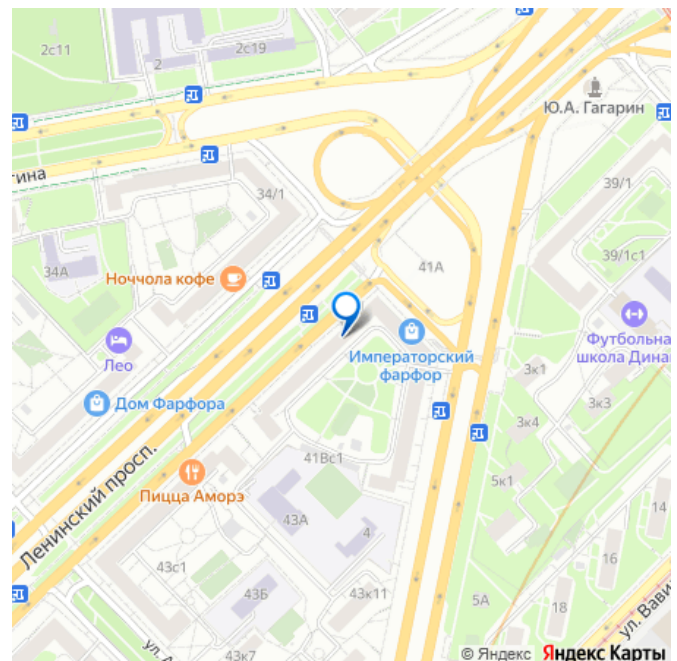 2с11
2с19
2
Ю.А. Гагарин
гина
34/1
39/1
34А
Ноччола кофе
41А
39/1с1
Лео
Императорский
фарфор
Футбольна
школа Дина
Дом Фарфора
3к1
3к3
3к4
Ленинский просп.
41Вс1
Пицца Аморэ
5к1
43А
4
14
43с1
16
43Б
43к11
5А
18
ул. Вави
ул. А
43к7
© Яндекс Яндекс Карты